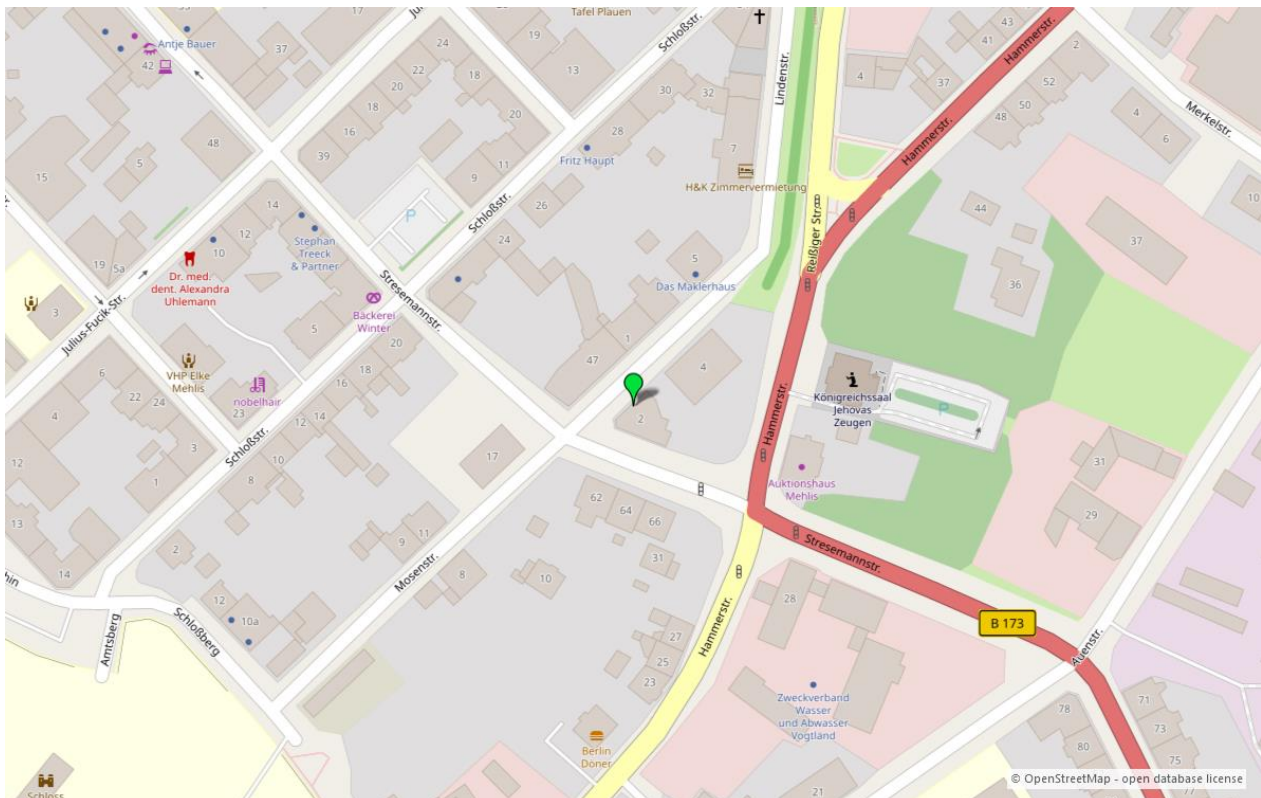 Tafel Plauen
17
Jul
Schloßstr.
Antje Bauer
42
37
24
22
18
19
13
20
18
16
39
30
32
28
Fritz Haupt
7
H&K Zimmervermietung
Lindenstr.
4
37
43
41
Hammerstr.
2
52
50
48
Merkelstr.
4
6
10
Hammerstr.
48
5
15
11
9
P
Schloßstr.
26
24
14
12
10
Stephan
Treeck
& Partner
19
5a
Dr. med.
dent. Alexandra
Uhlemann
Julius-Fucik-Str.
3
Stresemannstr.
Bäckerei
Winter
5
20
18
16
5
Das Maklerhaus
Reißiger Str.
44
37
36
1
47
4
2
Königreichssaal
Jehovas
Zeugen
P
Hammerstr.
VHP Elke
Mehlis
nobelhair
23
6
4
22
24
3
1
12
13
14
Schloßstr.
14
12
10
8
2
17
62
64
66
31
Auktionshaus
Mehlis
31
29
Stresemannstr.
B 173
11
9
Mosenstr.
8
10
hin
Amtsberg
Schloßberg
12
10a
Hammerstr.
27
25
23
28
Auenstr.
Zweckverband
Wasser
und Abwasser
Vogtland
Berlin
Döner
78
80
71
73
75
77
21
Schloss
© OpenStreetMap - open database license